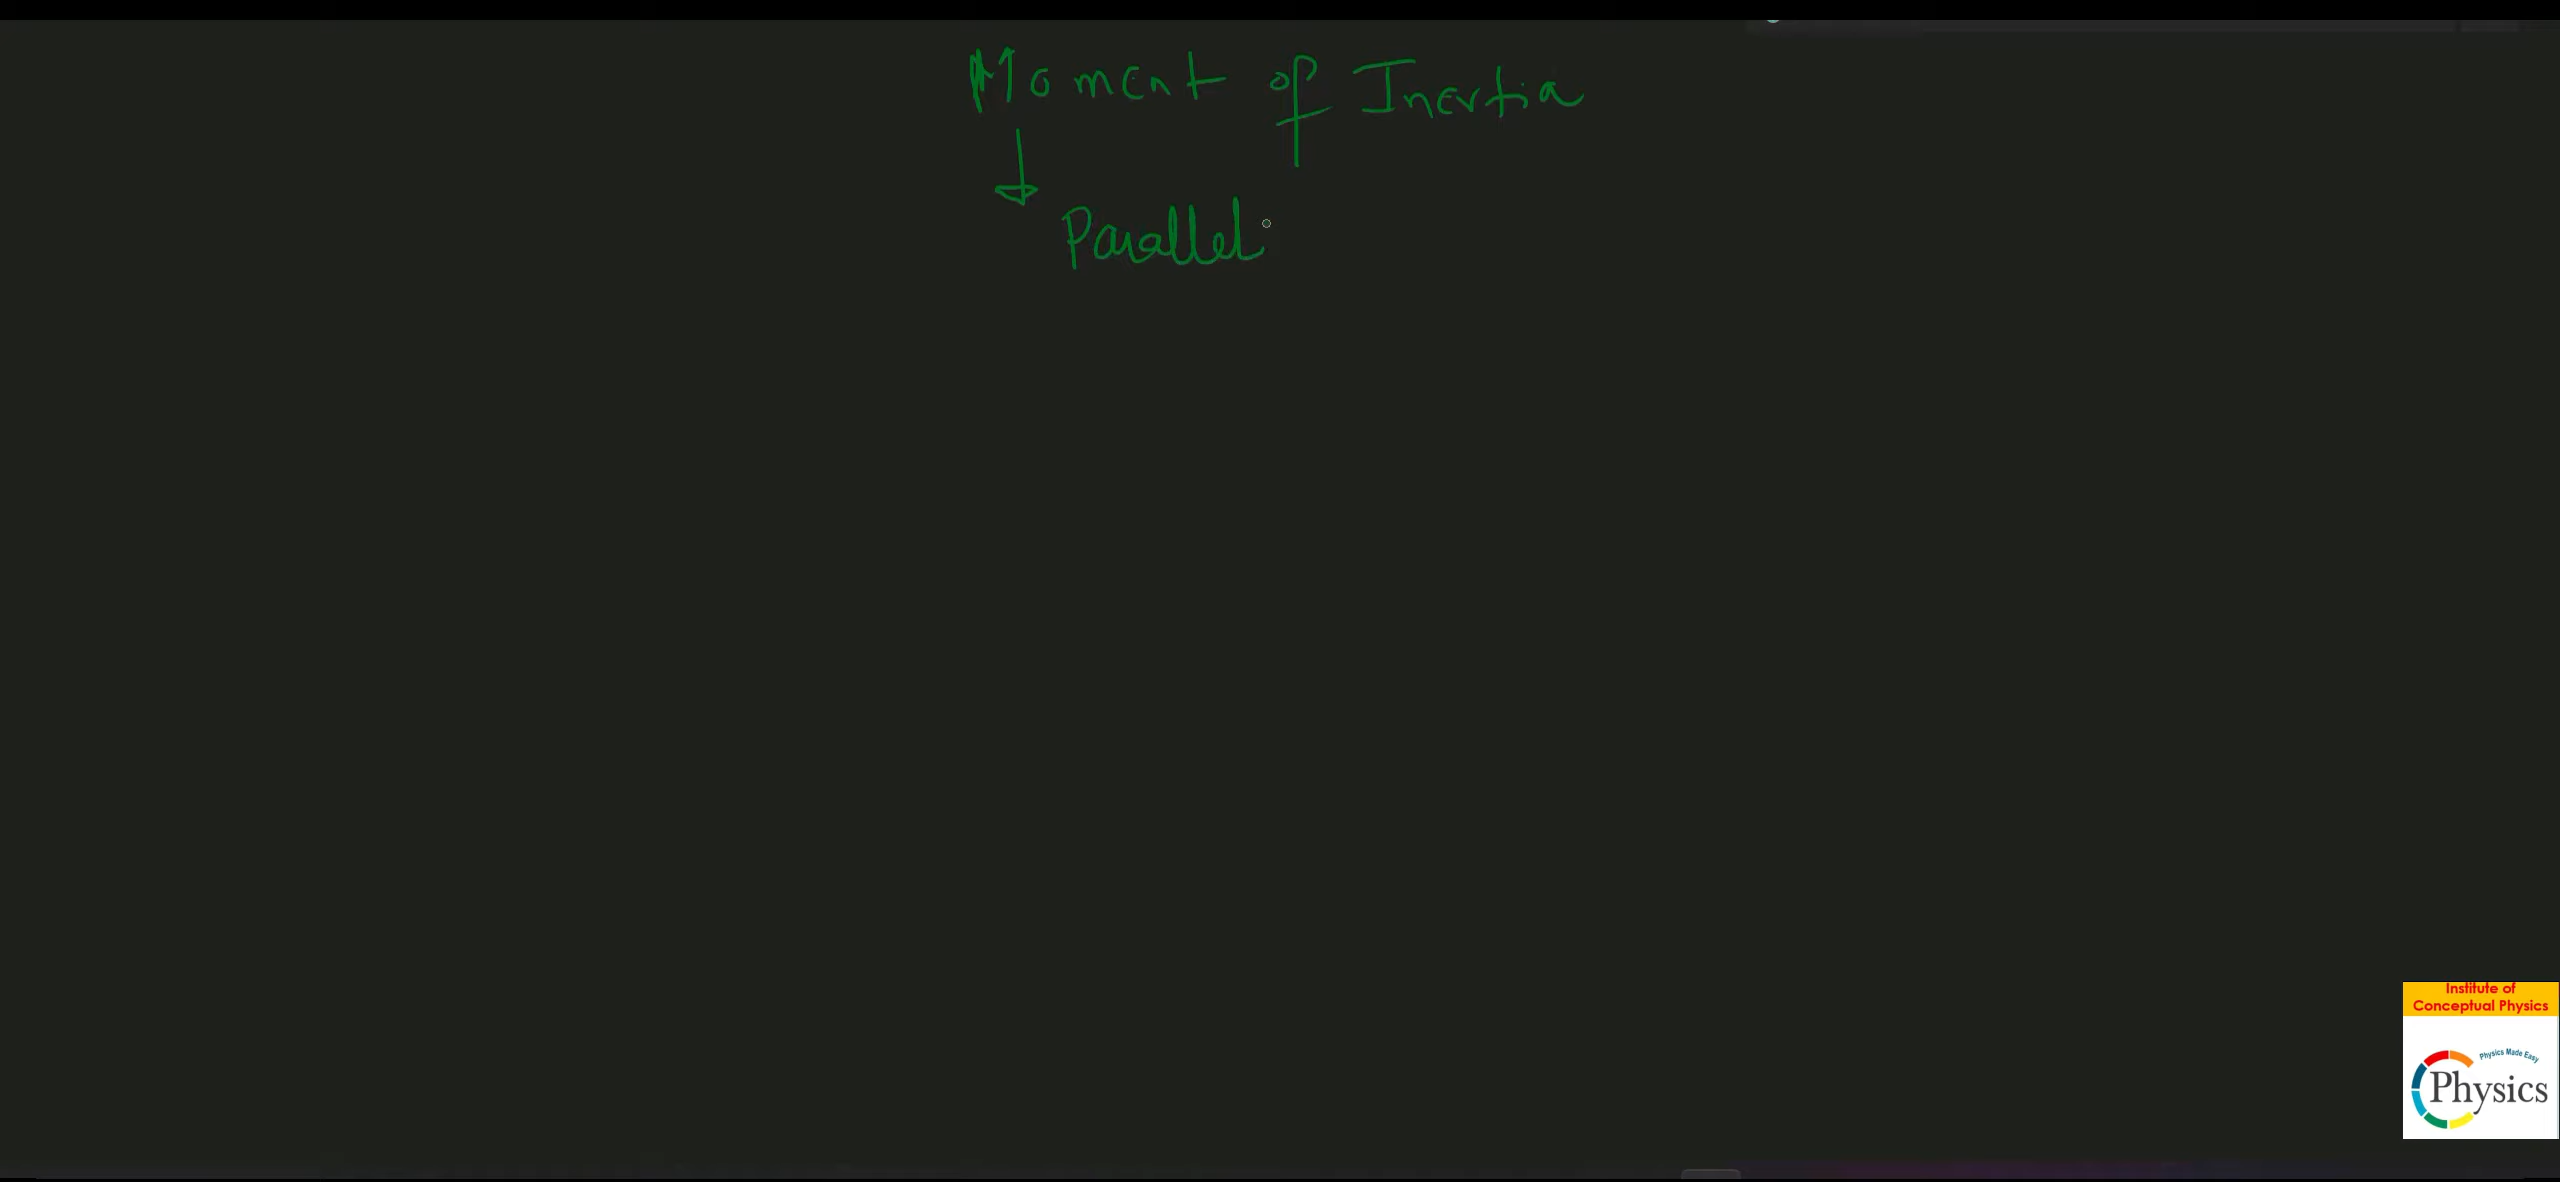 Moment of Inertia
Parallel
Institute of
Conceptual Physics
Physics Made Easy
Physics